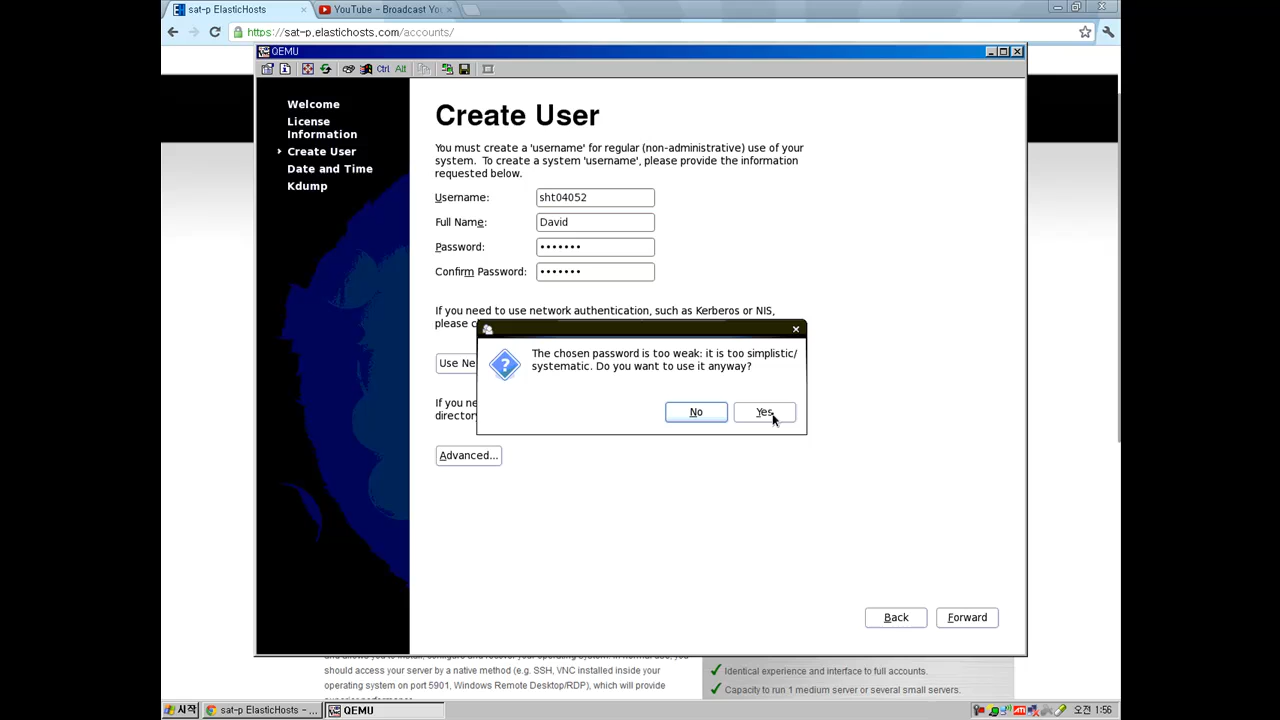 sat-p ElasticHosts
YouTube - Broadcast Yo
https://sat-p.elastichosts.com/accounts/
QEMU
Ctrl Alt
Welcome
License
Information
Create User
Date and Time
Kdump
Create User
You must create a 'username' for regular (non-administrative) use of your
system. To create a system 'username', please provide the information
requested below.
Username: sht04052
Full Name: David
Password: •••••••
Confirm Password: •••••••
If you need to use network authentication, such as Kerberos or NIS,
please c
Use Ne
The chosen password is too weak: it is too simplistic/
systematic. Do you want to use it anyway?
No Yes
If you ne
director
Advanced...
Back Forward
should access your server by a native method (e.g. SSH, VNC installed inside your
operating system on port 5901, Windows Remote Desktop/RDP), which will provide
Identical experience and interface to full accounts.
Capacity to run 1 medium server or several small servers.
시작
sat-p ElasticHosts - ...
QEMU
ATI
오전 1:56